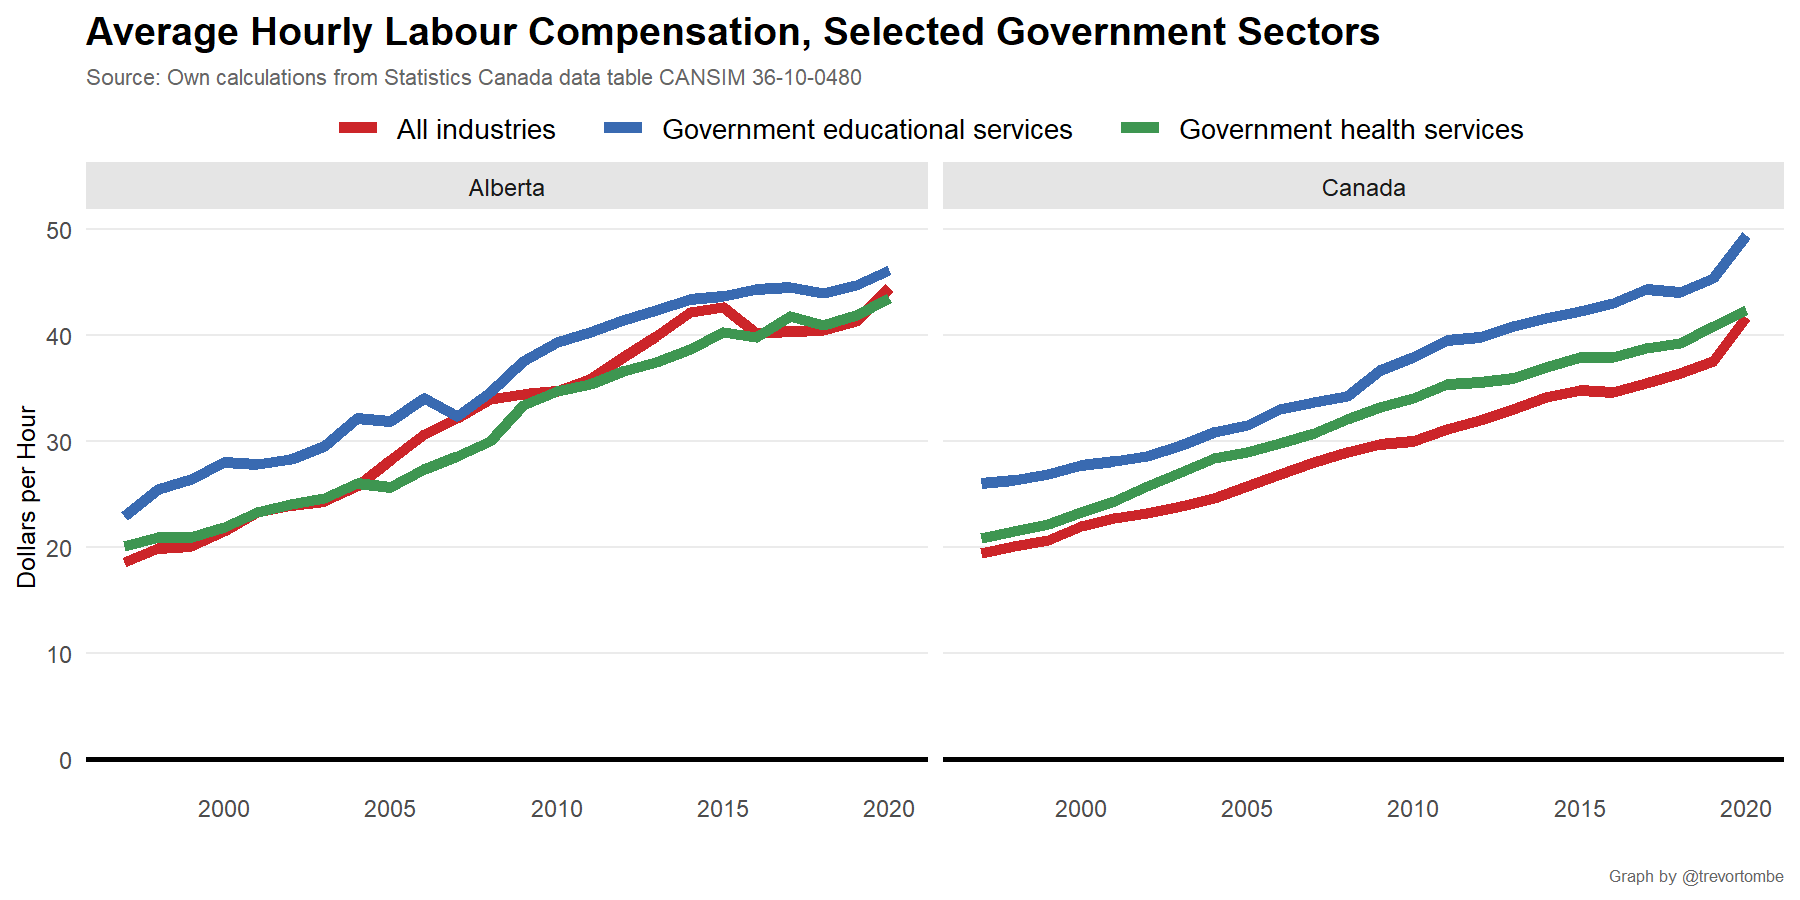 Average Hourly Labour Compensation, Selected Government Sectors
Source: Own calculations from Statistics Canada data table CANSIM 36-10-0480
All industries Government educational services Government health services
Alberta Canada
Dollars per Hour
50
40
30
20
10
0
2000 2005 2010 2015 2020 2000 2005 2010 2015 2020
Graph by @trevortombe